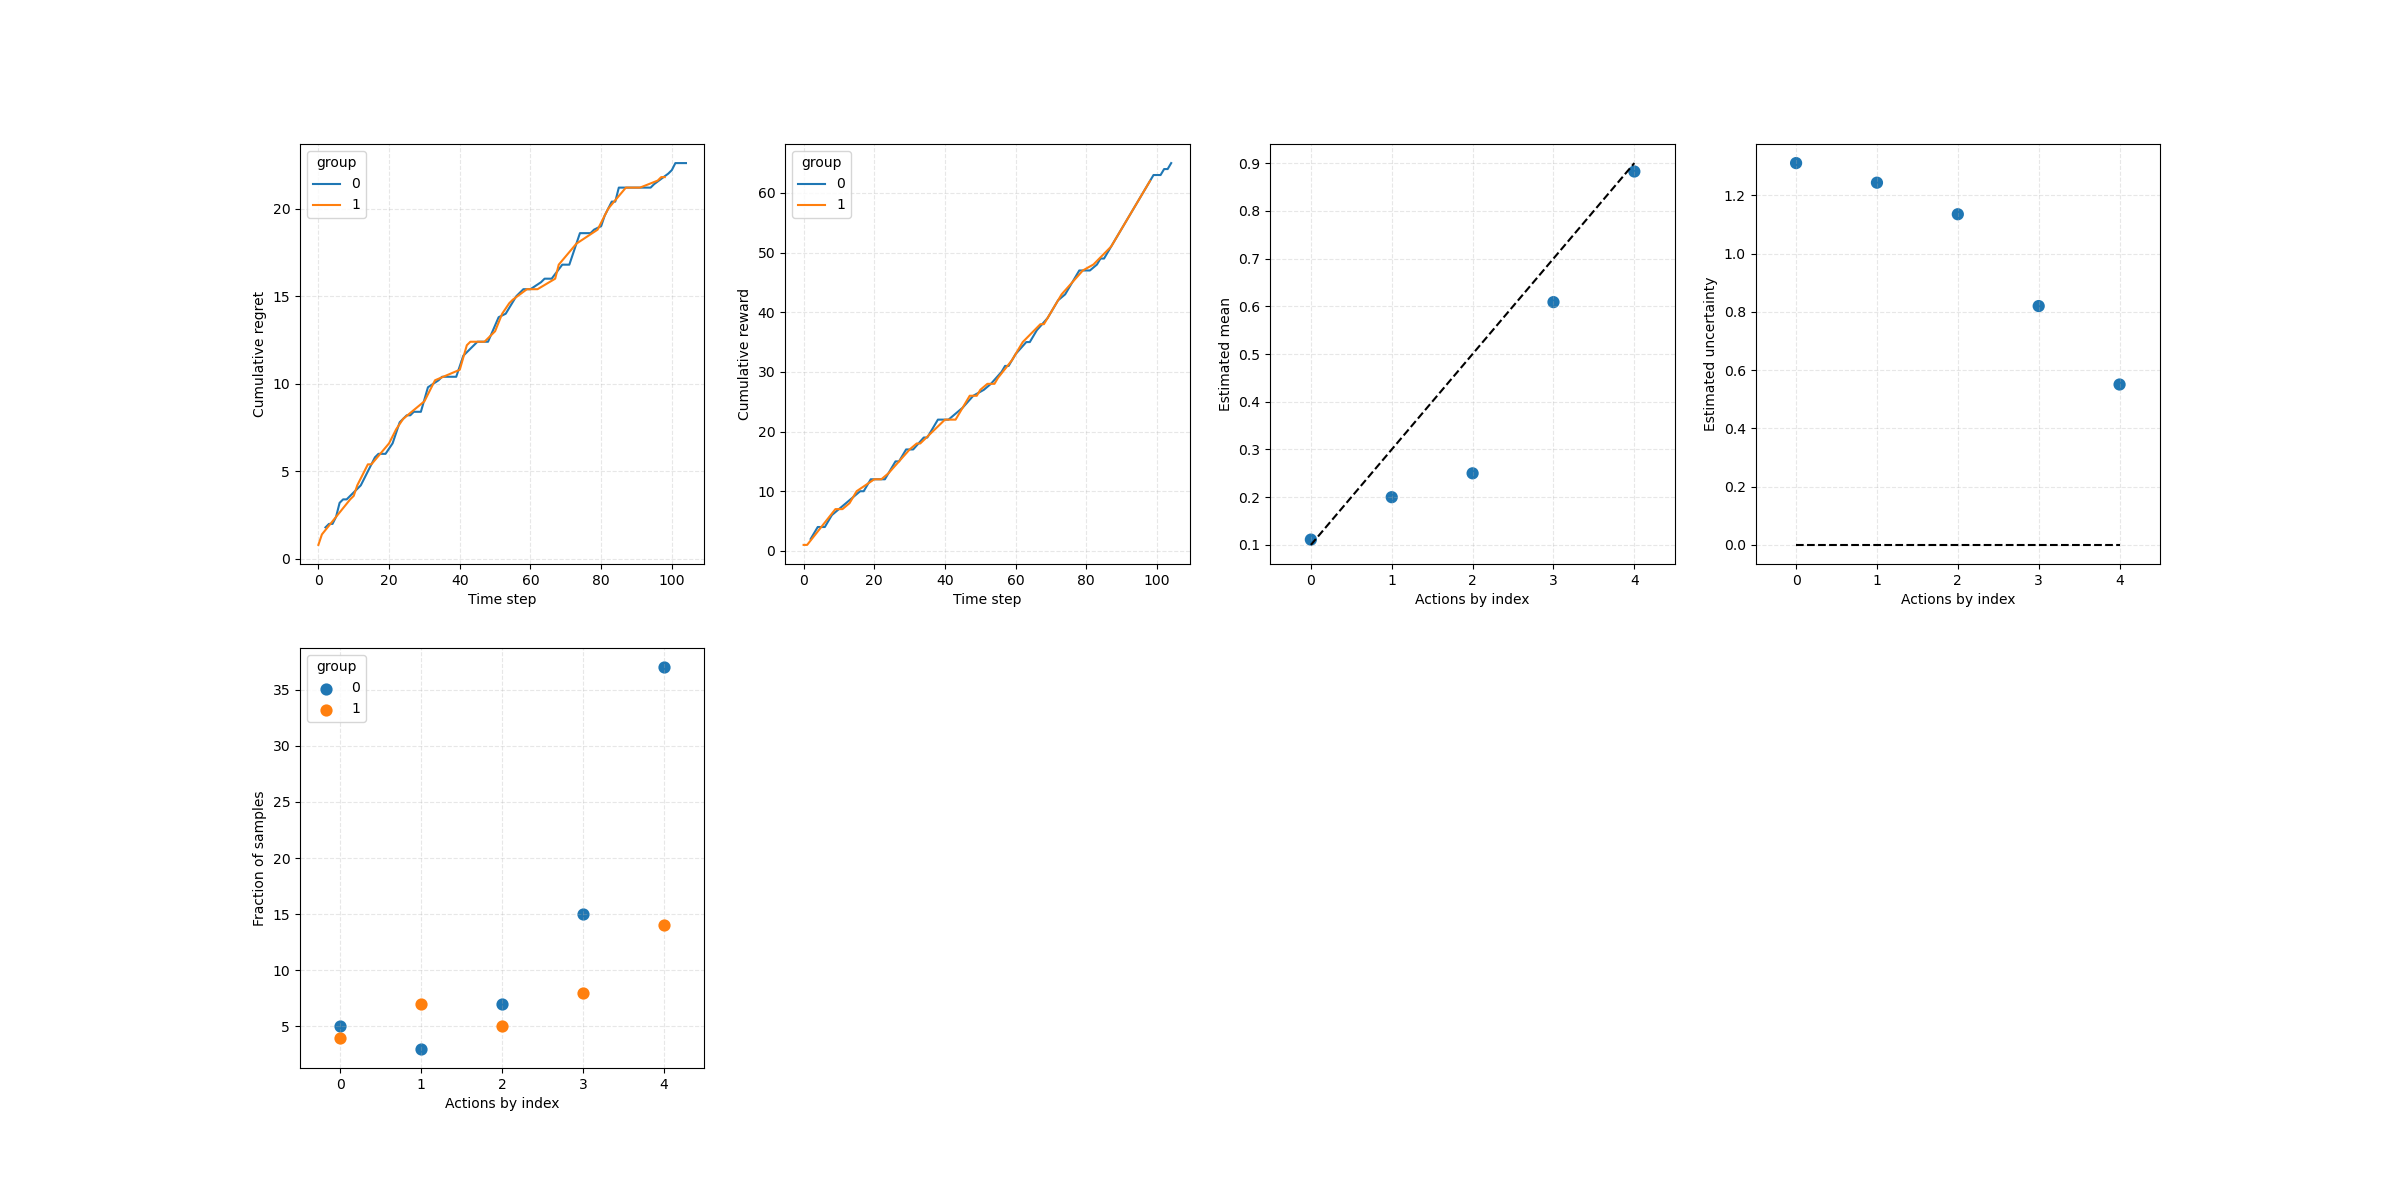 group
0
1
20
15
10
5
0
Cumulative regret
0 20 40 60 80 100
Time step
group
0
1
60
50
40
30
20
10
0
Cumulative reward
0 20 40 60 80 100
Time step
0.9
0.8
0.7
0.6
0.5
0.4
0.3
0.2
0.1
Estimated mean
0 1 2 3 4
Actions by index
1.2
1.0
0.8
0.6
0.4
0.2
0.0
Estimated uncertainty
0 1 2 3 4
Actions by index
group
0
1
35
30
25
20
15
10
5
Fraction of samples
0 1 2 3 4
Actions by index